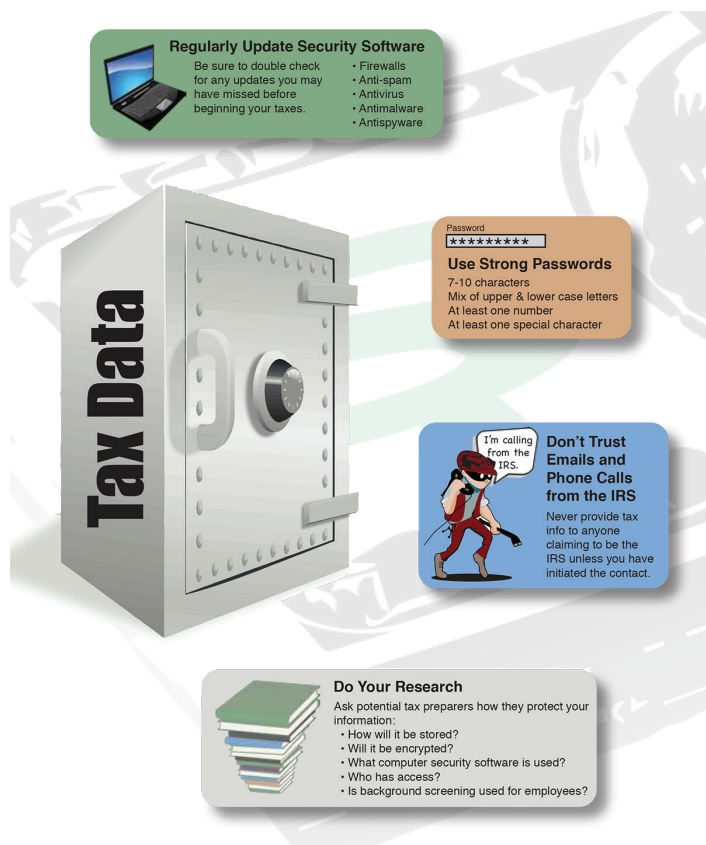 Regularly Update Security Software
Be sure to double check
for any updates you may
have missed before
beginning your taxes.
• Firewalls
• Anti-spam
• Antivirus
• Antimalware
• Antispyware
Tax Data
Password
*********
Use Strong Passwords
7-10 characters
Mix of upper & lower case letters
At least one number
At least one special character
I'm calling
from the
IRS.
Don't Trust
Emails and
Phone Calls
from the IRS
Never provide tax
info to anyone
claiming to be the
IRS unless you have
initiated the contact.
Do Your Research
Ask potential tax preparers how they protect your
information:
• How will it be stored?
• Will it be encrypted?
• What computer security software is used?
• Who has access?
• Is background screening used for employees?